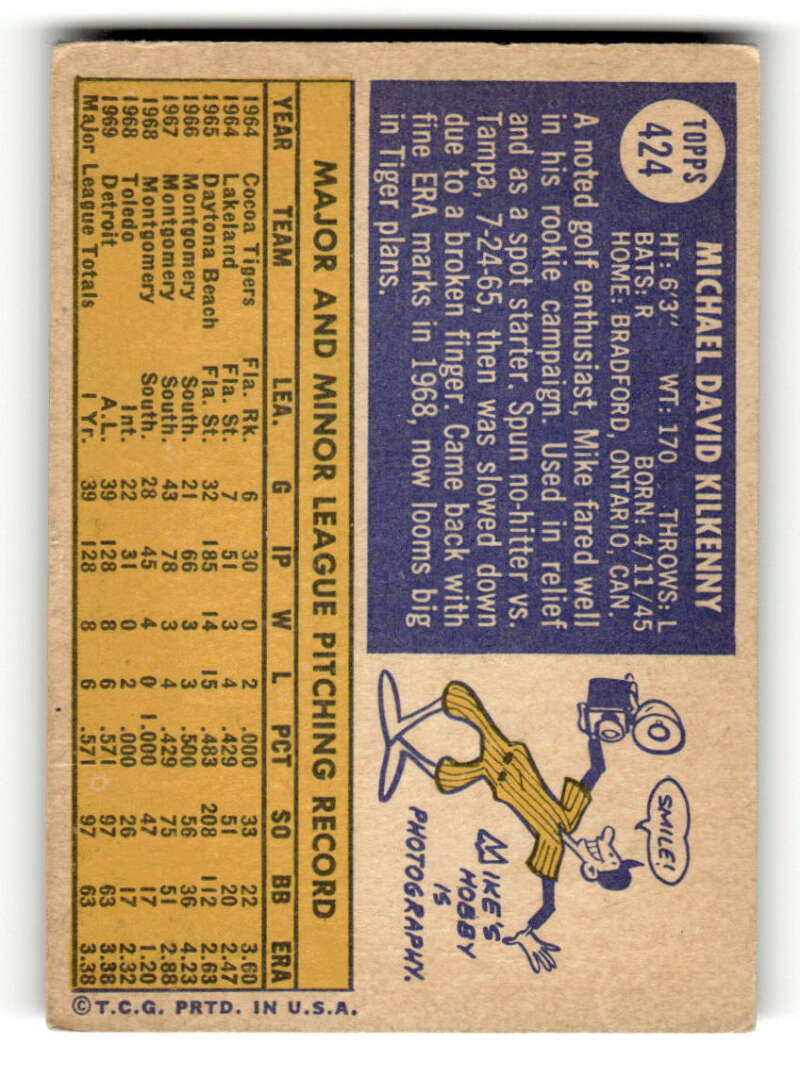 TOPPS
424
MICHAEL DAVID KILKENNY
HT: 6'3" WT: 170 THROWS: L
BATS: R BORN: 4/11/45
HOME: BRADFORD, ONTARIO, CAN.
A noted golf enthusiast, Mike fared well
in his rookie campaign. Used in relief
and as a spot starter. Spun no-hitter vs.
Tampa, 7-24-65, then was slowed down
due to a broken finger. Came back with
fine ERA marks in 1968, now looms big
in Tiger plans.
SMILE!
MIKE'S
HOBBY
IS
PHOTOGRAPHY.
MAJOR AND MINOR LEAGUE PITCHING RECORD
YEAR TEAM LEA. G IP W L PCT SO BB ERA
1964 Cocoa Tigers Fla. Rk. 6 30 0 2 .000 33 22 3.60
1964 Lakeland Fla. St. 7 51 3 4 .429 51 20 2.47
1965 Daytona Beach Fla. St. 32 185 14 15 .483 208 112 2.63
1966 Montgomery South. 21 66 3 3 .500 56 36 4.23
1967 Montgomery South. 43 78 3 4 .429 75 51 2.88
1968 Montgomery South. 28 45 4 0 1.000 47 17 1.20
1968 Toledo Int. 22 31 0 2 .000 26 17 2.32
1969 Detroit A.L. 39 128 8 6 .571 97 63 3.38
Major League Totals 1 Yr. 39 128 8 6 .571 97 63 3.38
© T.C.G. PRTD. IN U.S.A.